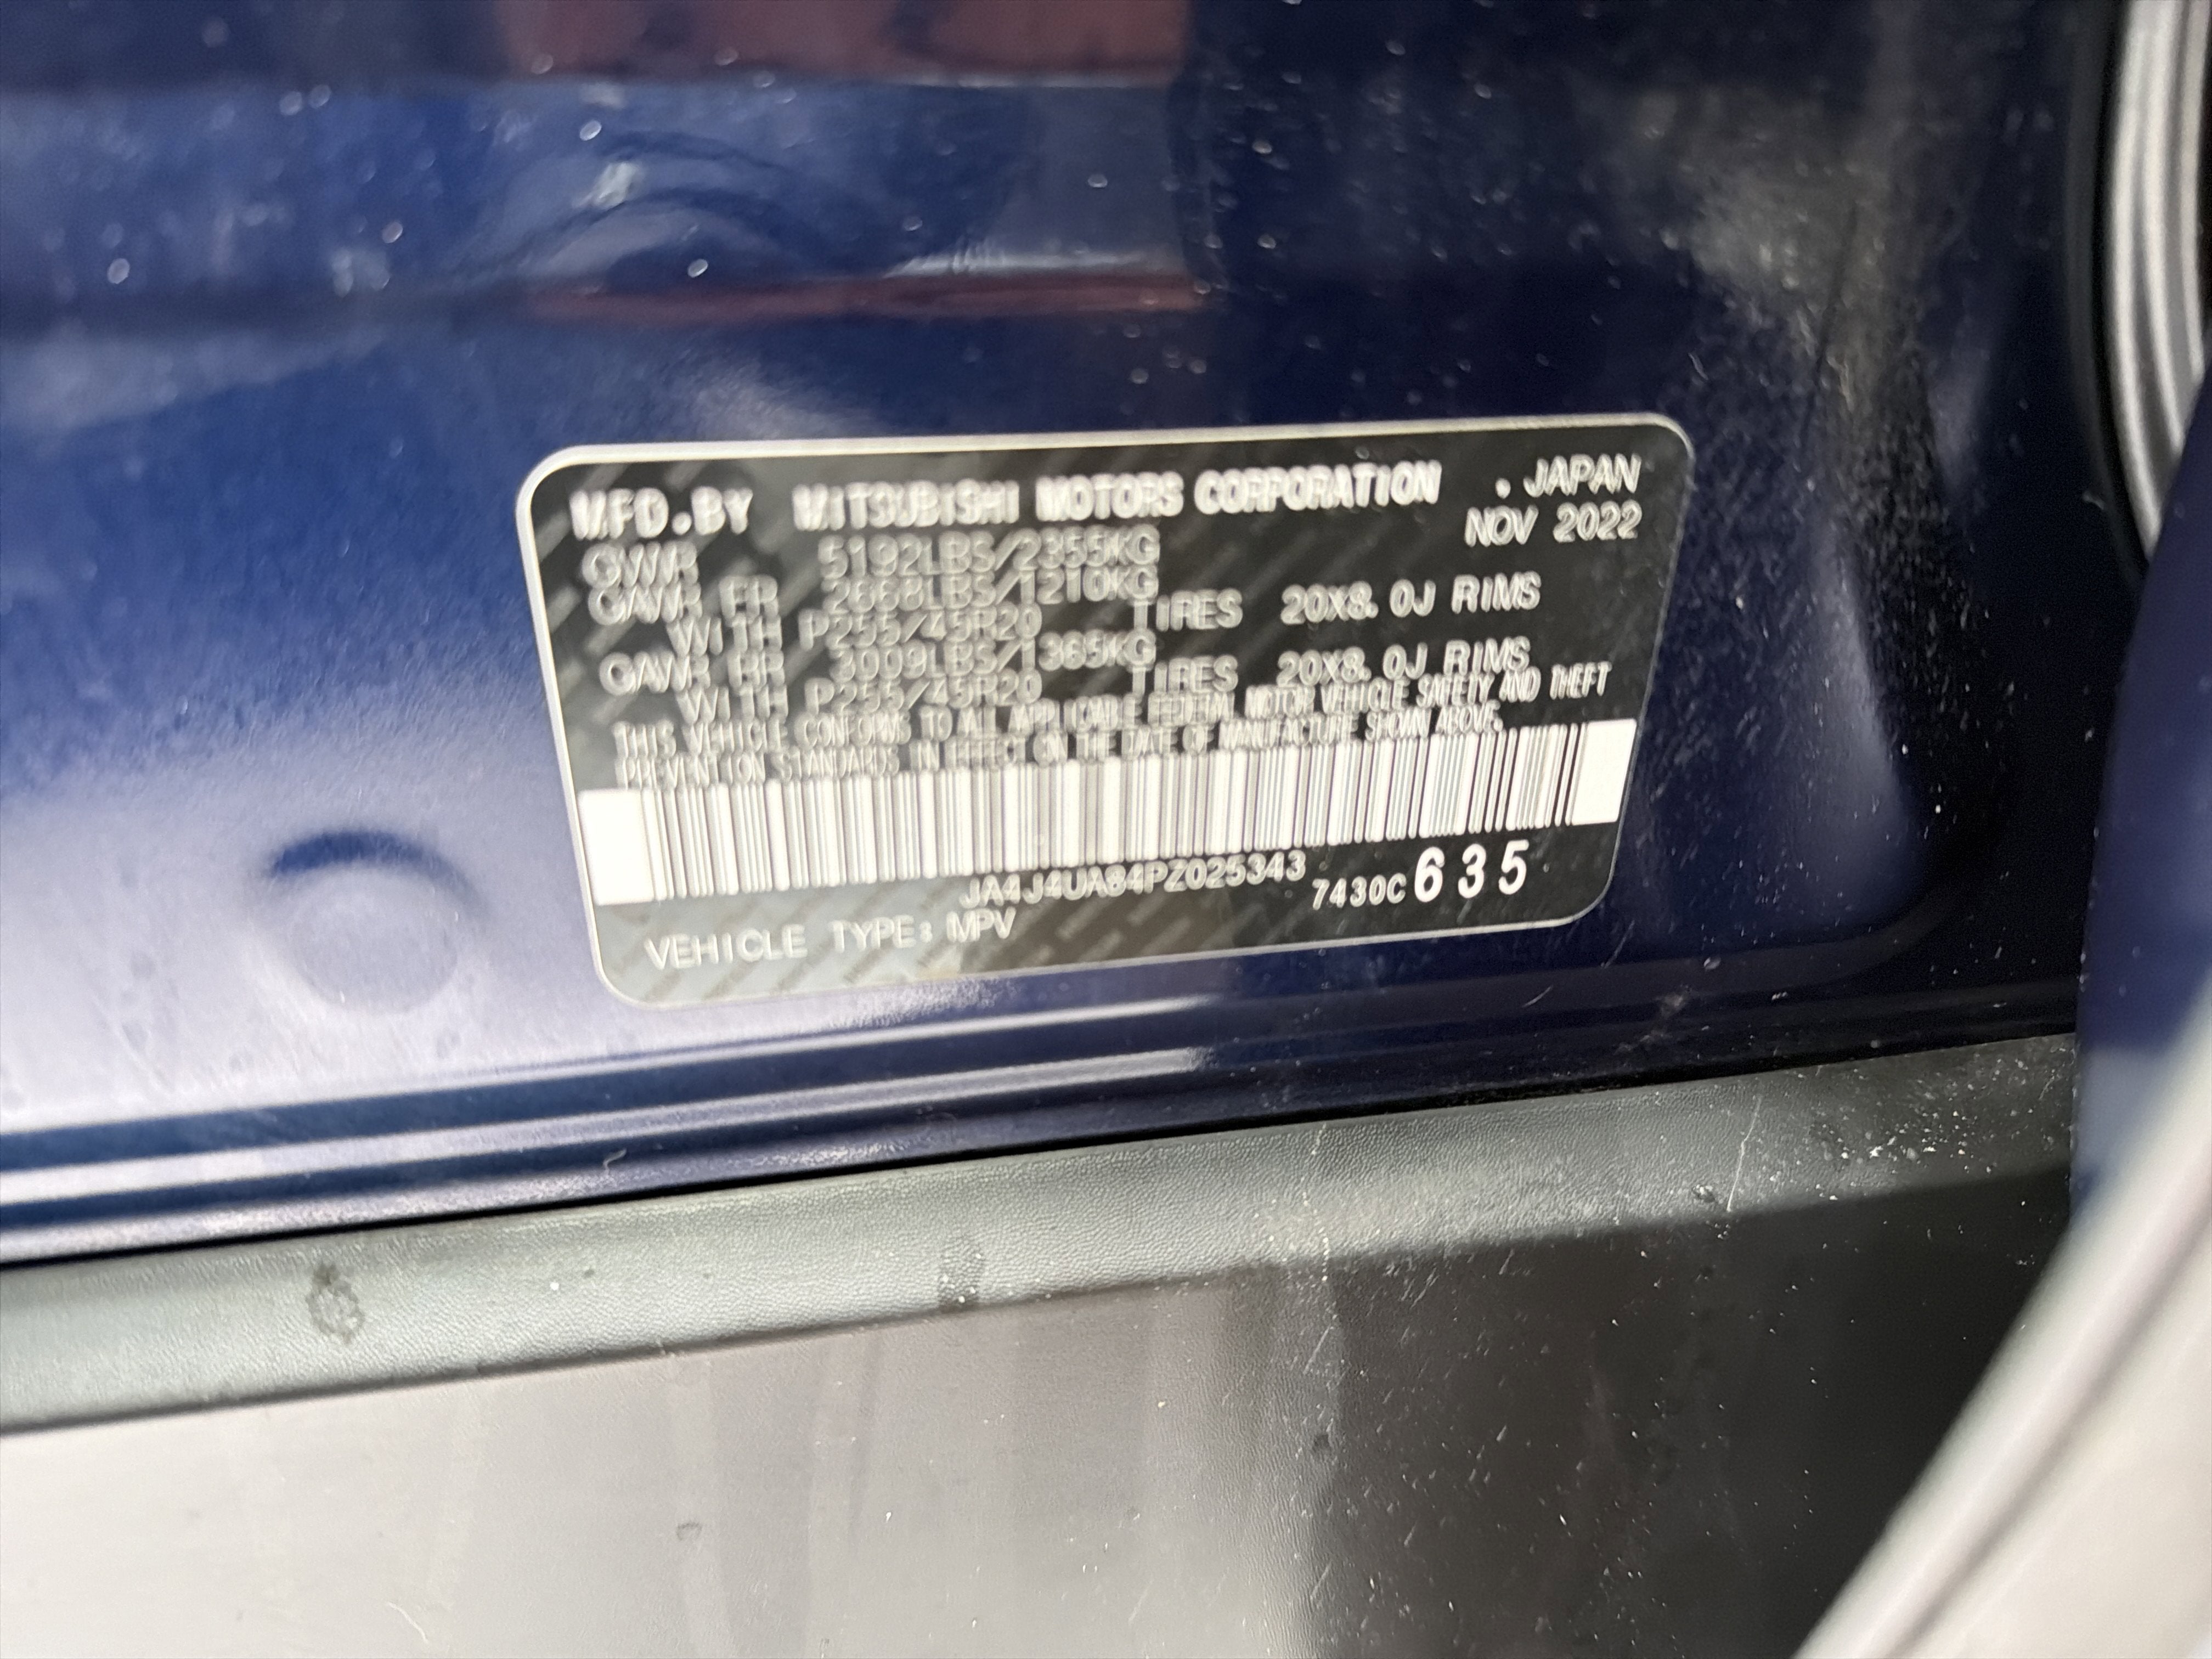 MFD.BY MITSUBISHI MOTORS CORPORATION . JAPAN
NOV 2022
GVWR 5192LBS/2355KG
GAWR FR 2668LBS/1210KG
WITH P255/45R20 TIRES 20X8.0J RIMS
GAWR RR 3009LBS/1365KG
WITH P255/45R20 TIRES 20X8.0J RIMS
THIS VEHICLE CONFORMS TO ALL APPLICABLE FEDERAL MOTOR VEHICLE SAFETY AND THEFT
PREVENTION STANDARDS IN EFFECT ON THE DATE OF MANUFACTURE SHOWN ABOVE.
JA4J4UA84PZ025343
7430C635
VEHICLE TYPE: MPV